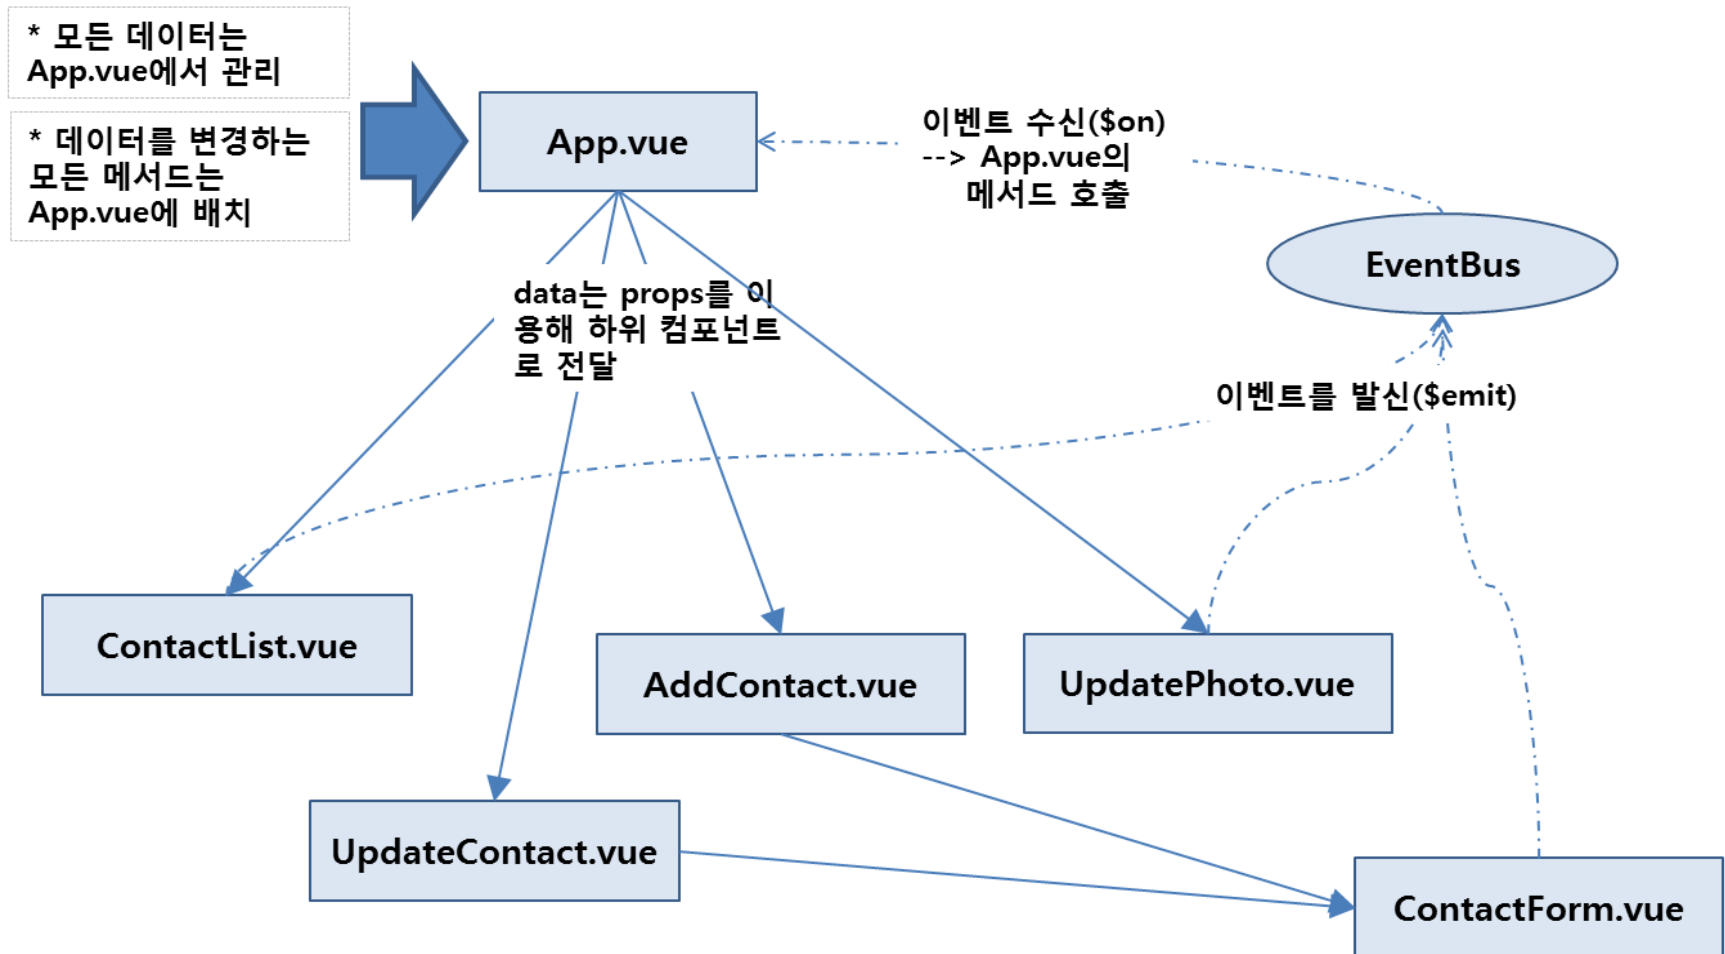 * 모든 데이터는
App.vue에서 관리
* 데이터를 변경하는
모든 메서드는
App.vue에 배치
App.vue
이벤트 수신($on)
--> App.vue의
메서드 호출
EventBus
data는 props를 이
용해 하위 컴포넌트
로 전달
이벤트를 발신($emit)
ContactList.vue
AddContact.vue
UpdatePhoto.vue
UpdateContact.vue
ContactForm.vue